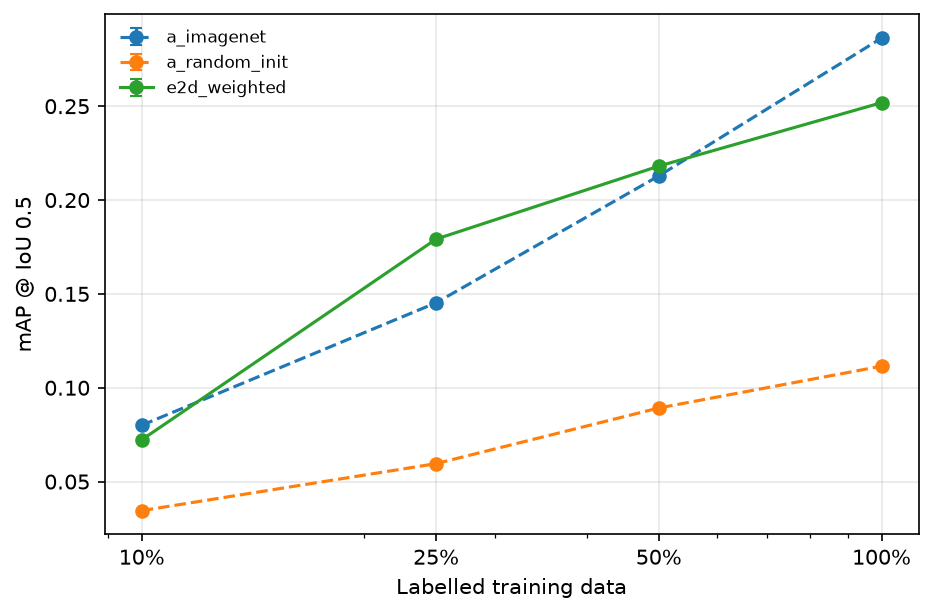 a_imagenet
a_random_init
e2d_weighted
mAP @ IoU 0.5
0.25
0.20
0.15
0.10
0.05
10% 25% 50% 100%
Labelled training data